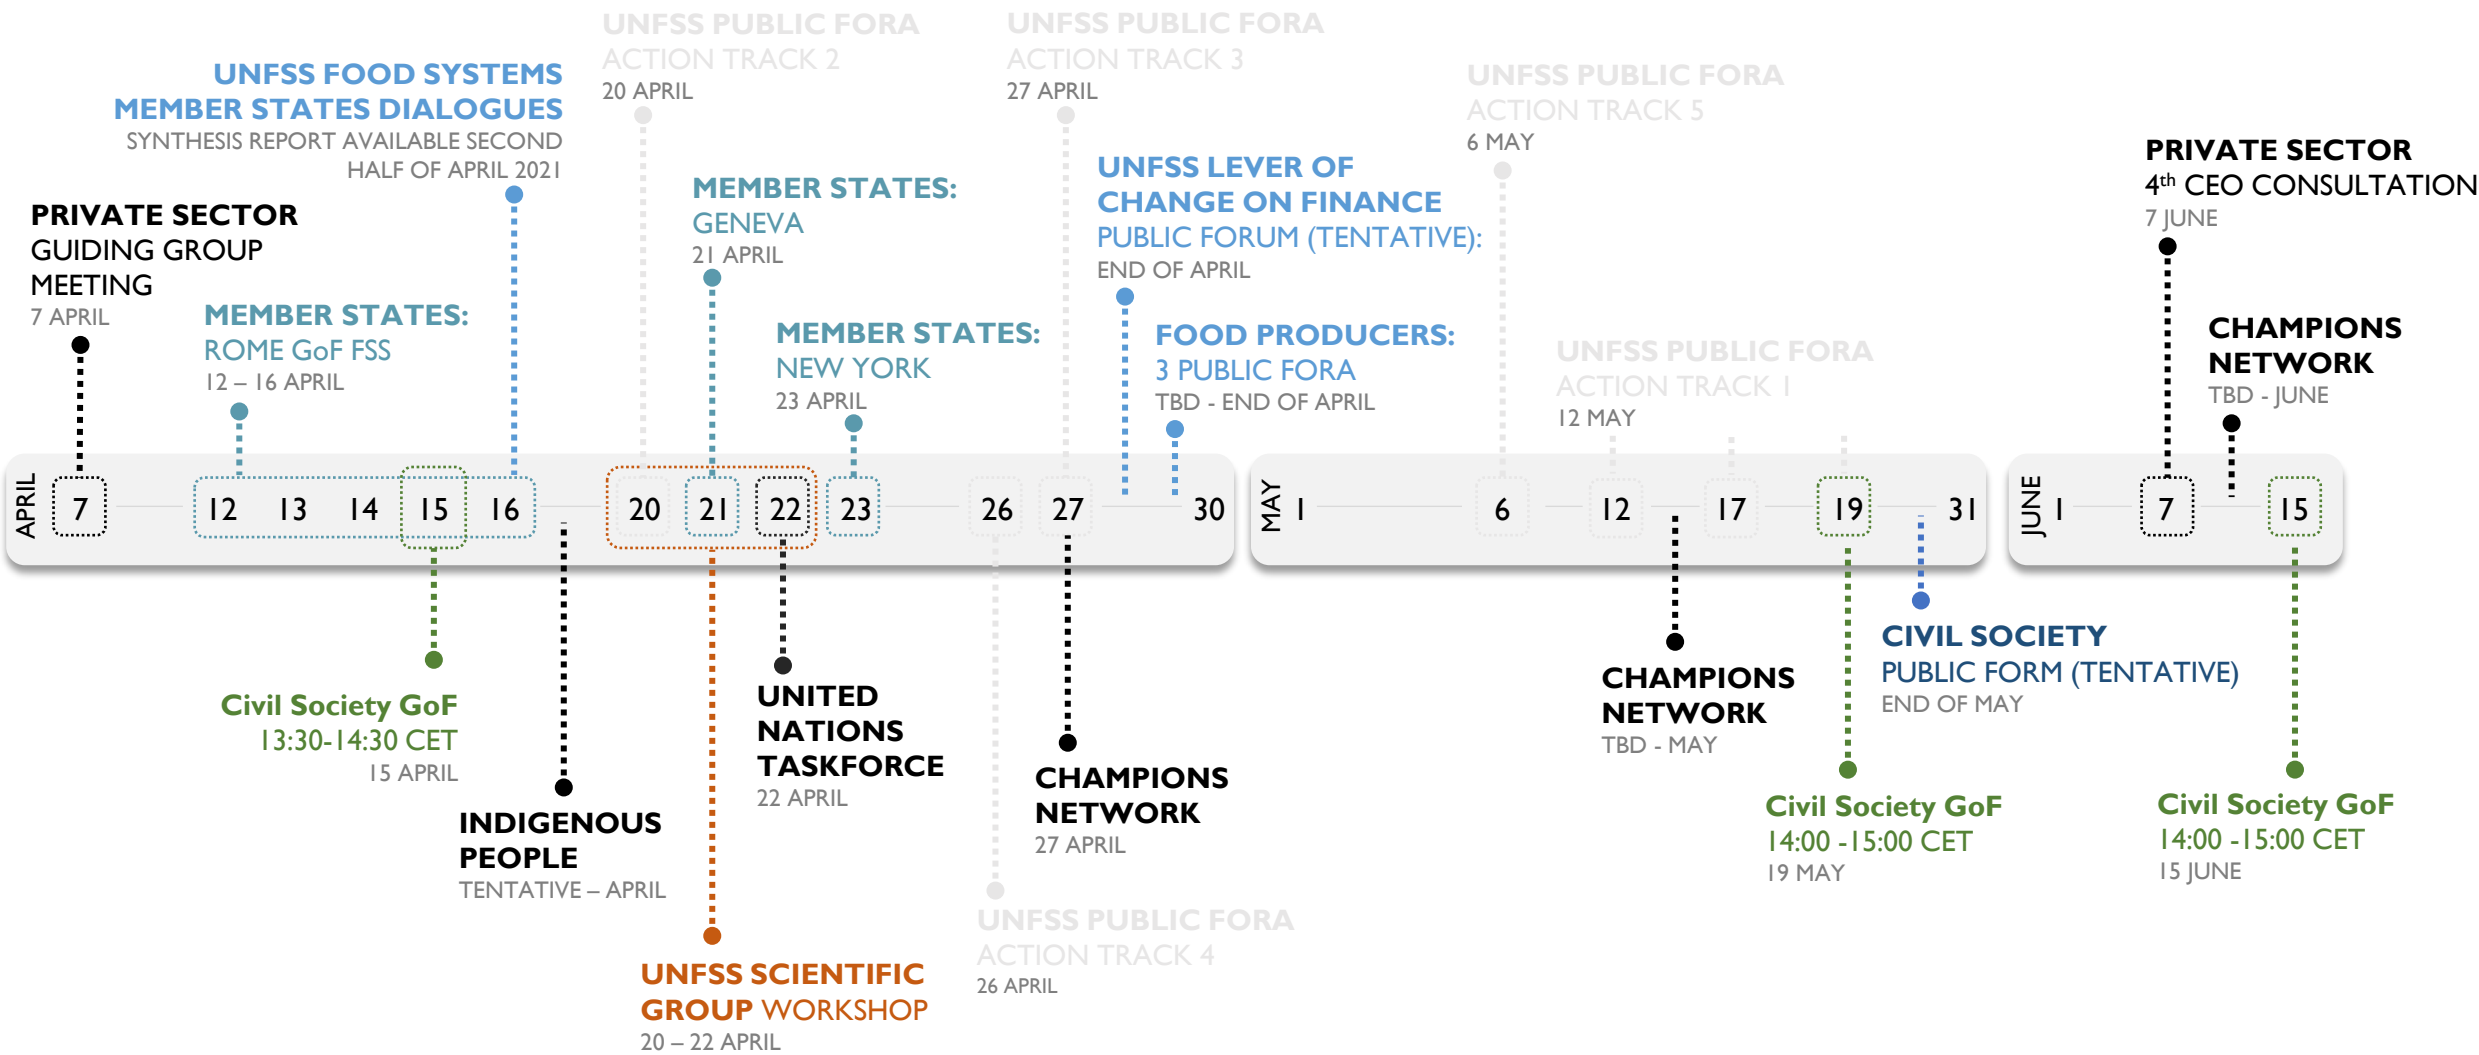 UNFSS PUBLIC FORA
ACTION TRACK 2
20 APRIL
UNFSS PUBLIC FORA
ACTION TRACK 3
27 APRIL
UNFSS FOOD SYSTEMS
MEMBER STATES DIALOGUES
SYNTHESIS REPORT AVAILABLE SECOND
HALF OF APRIL 2021
UNFSS PUBLIC FORA
ACTION TRACK 5
6 MAY
PRIVATE SECTOR
4th CEO CONSULTATION
7 JUNE
UNFSS LEVER OF
CHANGE ON FINANCE
PUBLIC FORUM (TENTATIVE):
END OF APRIL
MEMBER STATES:
GENEVA
21 APRIL
PRIVATE SECTOR
GUIDING GROUP
MEETING
7 APRIL
MEMBER STATES:
ROME GoF FSS
12 – 16 APRIL
MEMBER STATES:
NEW YORK
23 APRIL
FOOD PRODUCERS:
3 PUBLIC FORA
TBD - END OF APRIL
UNFSS PUBLIC FORA
ACTION TRACK 1
12 MAY
CHAMPIONS
NETWORK
TBD - JUNE
APRIL
7 12 13 14 15 16 20 21 22 23 26 27 30
MAY
1 6 12 17 19 31
JUNE
1 7 15
Civil Society GoF
13:30-14:30 CET
15 APRIL
INDIGENOUS
PEOPLE
TENTATIVE – APRIL
UNITED
NATIONS
TASKFORCE
22 APRIL
CHAMPIONS
NETWORK
27 APRIL
UNFSS SCIENTIFIC
GROUP WORKSHOP
20 – 22 APRIL
UNFSS PUBLIC FORA
ACTION TRACK 4
26 APRIL
CHAMPIONS
NETWORK
TBD - MAY
CIVIL SOCIETY
PUBLIC FORM (TENTATIVE)
END OF MAY
Civil Society GoF
14:00 -15:00 CET
19 MAY
Civil Society GoF
14:00 -15:00 CET
15 JUNE